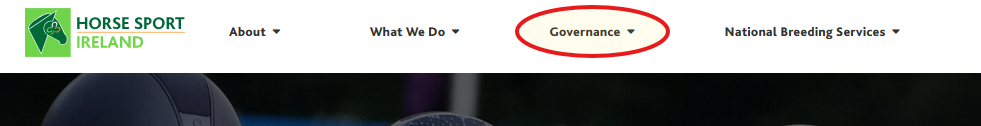 HORSE SPORT
IRELAND
About
What We Do
Governance
National Breeding Services